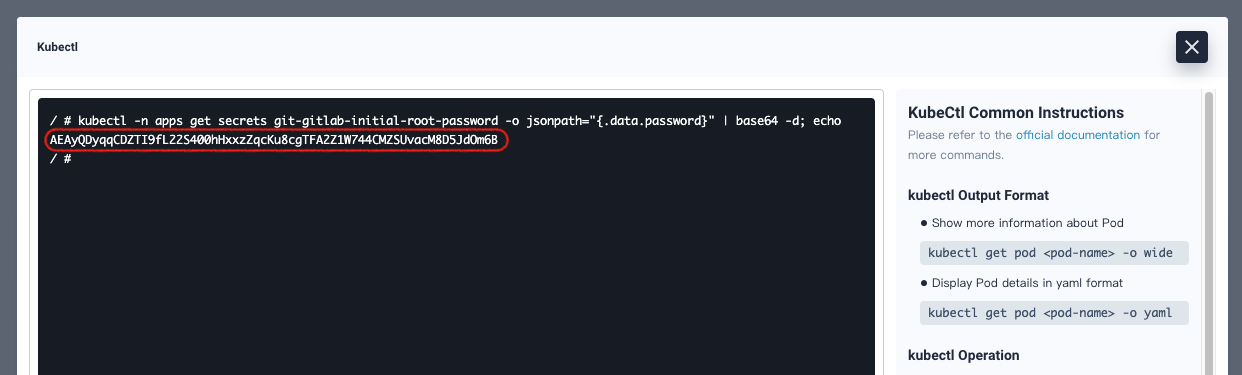 Kubectl
/ # kubectl -n apps get secrets git-gitlab-initial-root-password -o jsonpath="{.data.password}" | base64 -d; echo
AEAyQDyqqCDZTI9fLZ2S400hHxxzZqcKu8cgTFAZZ1W744CMZSUvacM8D5JdOm6B
/ #
KubeCtl Common Instructions
Please refer to the official documentation for
more commands.
kubectl Output Format
● Show more information about Pod
kubectl get pod <pod-name> -o wide
● Display Pod details in yaml format
kubectl get pod <pod-name> -o yaml
kubectl Operation